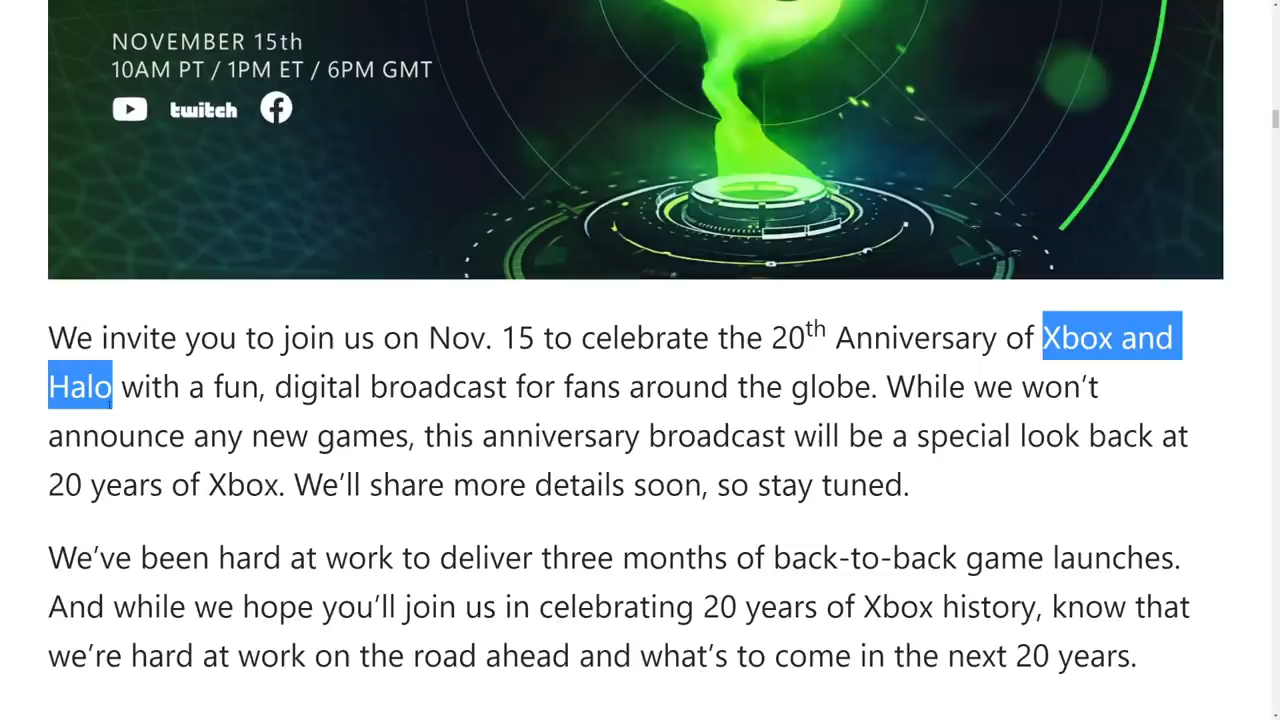 NOVEMBER 15th
10AM PT / 1PM ET / 6PM GMT
twitch
We invite you to join us on Nov. 15 to celebrate the 20th Anniversary of Xbox and
Halo with a fun, digital broadcast for fans around the globe. While we won’t
announce any new games, this anniversary broadcast will be a special look back at
20 years of Xbox. We’ll share more details soon, so stay tuned.
We’ve been hard at work to deliver three months of back-to-back game launches.
And while we hope you’ll join us in celebrating 20 years of Xbox history, know that
we’re hard at work on the road ahead and what’s to come in the next 20 years.